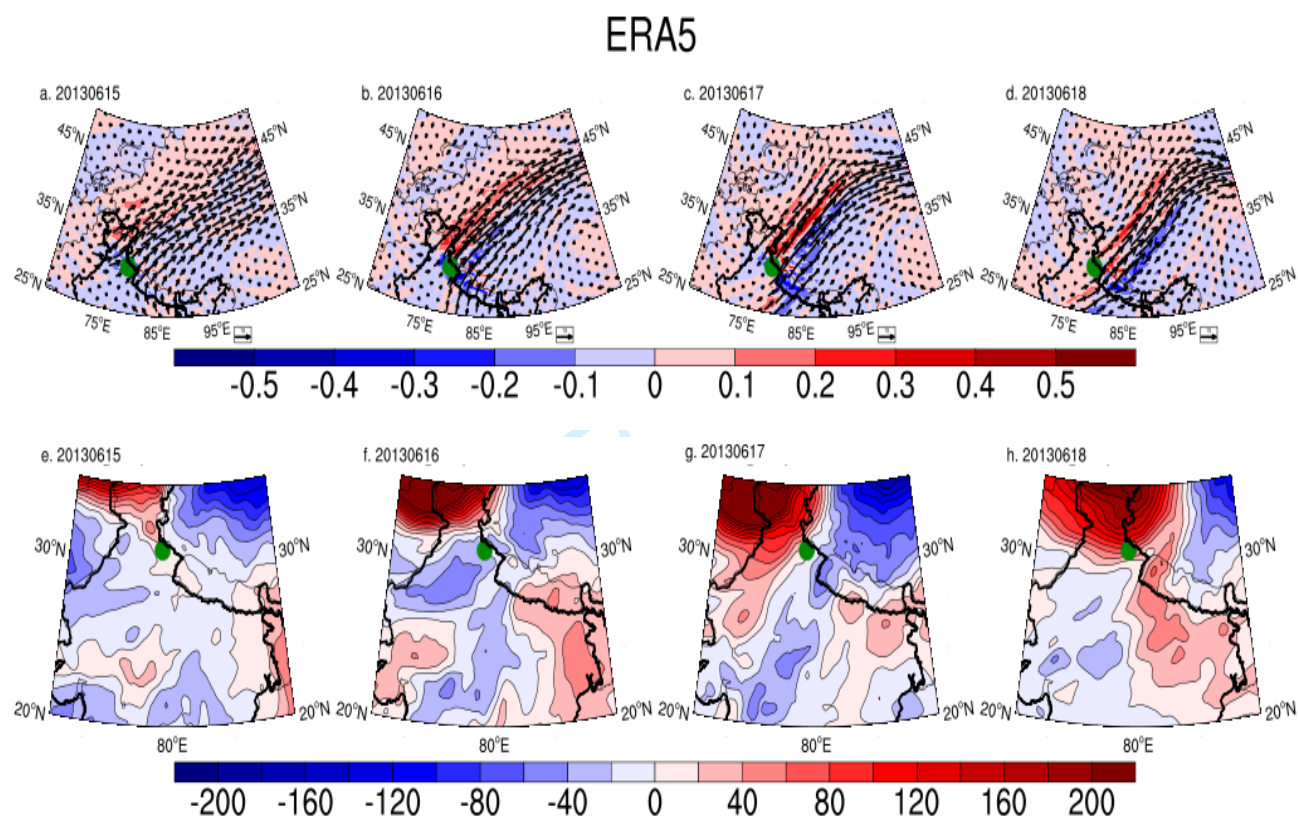 ERA5
a. 20130615
b. 20130616
c. 20130617
d. 20130618
45°N 45°N 45°N 45°N 45°N 45°N 45°N 45°N
35°N 35°N 35°N 35°N 35°N 35°N 35°N 35°N
25°N 25°N 25°N 25°N 25°N 25°N 25°N 25°N
75°E 85°E 95°E 75°E 85°E 95°E 75°E 85°E 95°E 75°E 85°E 95°E
-0.5 -0.4 -0.3 -0.2 -0.1 0 0.1 0.2 0.3 0.4 0.5
e. 20130615
f. 20130616
g. 20130617
h. 20130618
30°N 30°N 30°N 30°N 30°N 30°N 30°N 30°N
20°N 20°N 20°N 20°N 20°N 20°N 20°N 20°N
80°E 80°E 80°E 80°E
-200 -160 -120 -80 -40 0 40 80 120 160 200